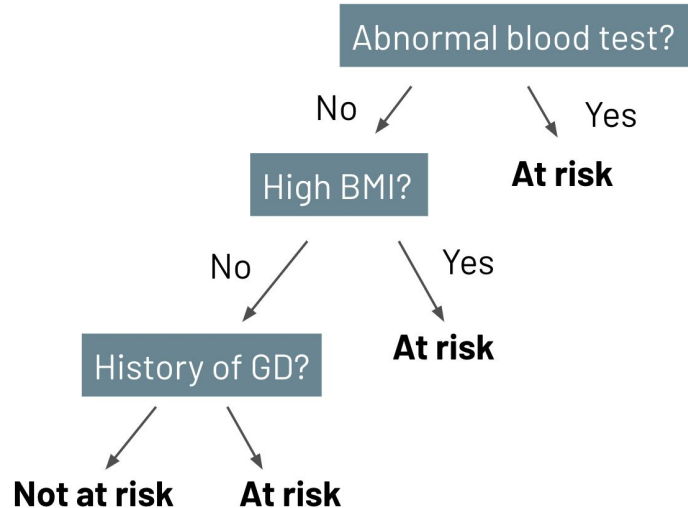 Abnormal blood test?
No
Yes
At risk
High BMI?
No
Yes
At risk
History of GD?
Not at risk
At risk